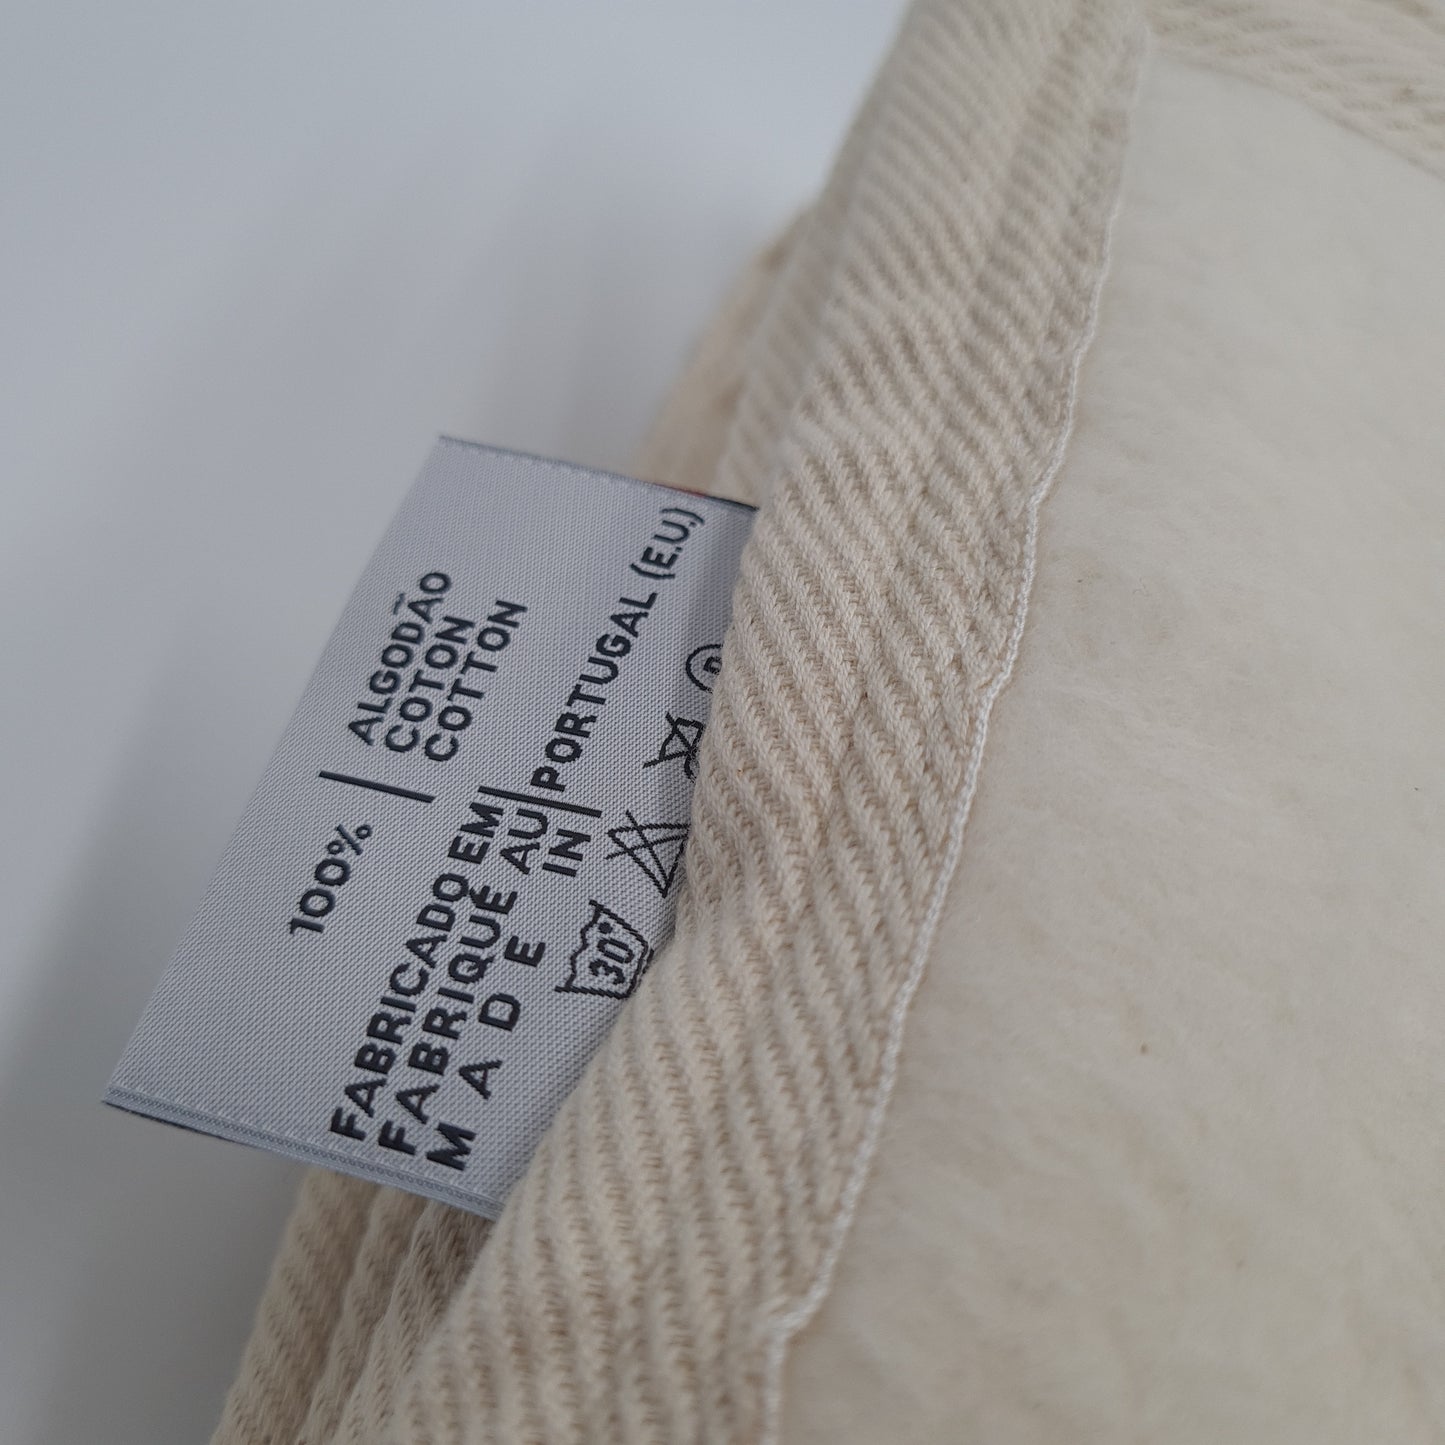 100% | ALGODÃO
COTON
COTTON
FABRICADO EM
FABRIQUÉ AU | PORTUGAL (E.U.)
MADE IN
30°